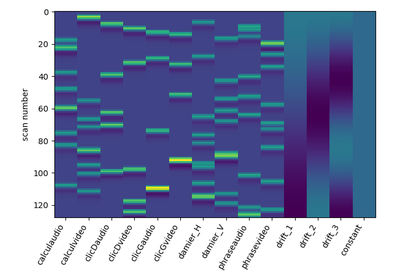 0
20
40
60
80
100
120
scan number
calculaudio
calculvideo
clicDaudio
clicDvideo
clicGaudio
clicGvideo
damier_H
damier_V
phraseaudio
phrasevideo
drift_1
drift_2
drift_3
constant